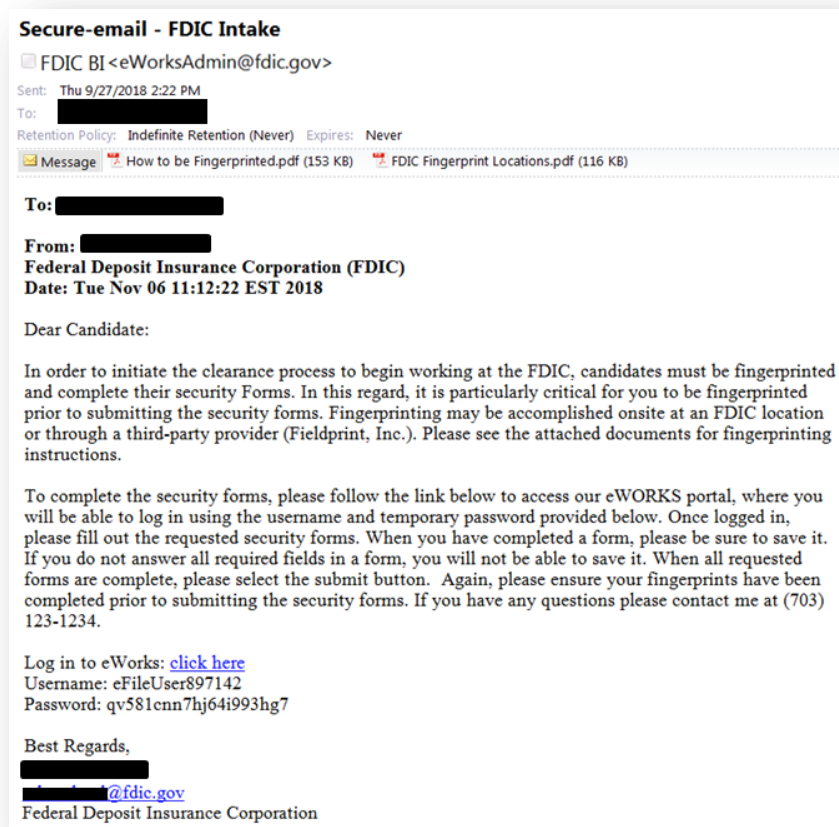 Secure-email - FDIC Intake
FDIC BI<eWorksAdmin@fdic.gov>
Sent: Thu 9/27/2018 2:22 PM
To:
Retention Policy: Indefinite Retention (Never) Expires: Never
Message How to be Fingerprinted.pdf (153 KB) FDIC Fingerprint Locations.pdf (116 KB)
To:
From:
Federal Deposit Insurance Corporation (FDIC)
Date: Tue Nov 06 11:12:22 EST 2018
Dear Candidate:
In order to initiate the clearance process to begin working at the FDIC, candidates must be fingerprinted
and complete their security Forms. In this regard, it is particularly critical for you to be fingerprinted
prior to submitting the security forms. Fingerprinting may be accomplished onsite at an FDIC location
or through a third-party provider (Fieldprint, Inc.). Please see the attached documents for fingerprinting
instructions.
To complete the security forms, please follow the link below to access our eWORKS portal, where you
will be able to log in using the username and temporary password provided below. Once logged in,
please fill out the requested security forms. When you have completed a form, please be sure to save it.
If you do not answer all required fields in a form, you will not be able to save it. When all requested
forms are complete, please select the submit button. Again, please ensure your fingerprints have been
completed prior to submitting the security forms. If you have any questions please contact me at (703)
123-1234.
Log in to eWorks: click here
Username: eFileUser897142
Password: qv581cnn7hj64i993hg7
Best Regards,
@fdic.gov
Federal Deposit Insurance Corporation